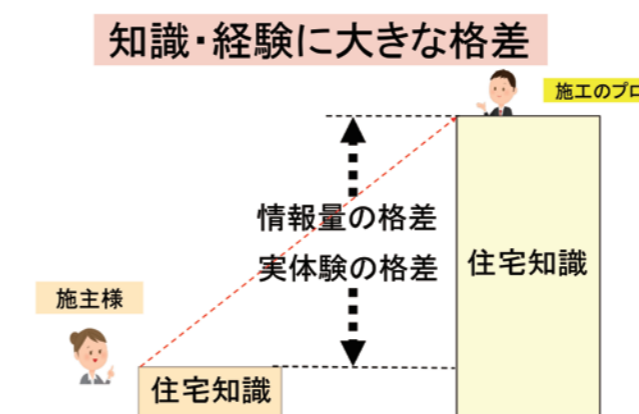 知識・経験に大きな格差
施工のプロ
情報量の格差
実体験の格差
住宅知識
施主様
住宅知識